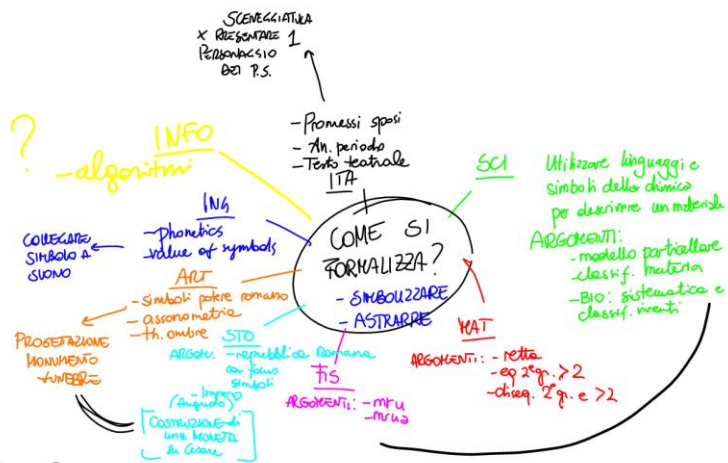 SCENEGGIATURA
X PRESENTARE 1
PERSONAGGIO
DEI P.S.
- Promessi sposi
- An. periodo
- Testo teatrale
ITA
?
INFO
- algoritmi
ING
- phonetics
- value of symbols
COLLEGARE
SIMBOLO A
SUONO
ART
- simboli potere romano
- assonometria
- th. ombre
PROGETTAZIONE
MONUMENTO
FUNEBRE
STO
ARGOM. - repubblica romana
con focus
simboli
- Impero
(Augusto)
COSTRUZIONE di
una MONETA
su Cesare
FIS
ARGOMENTI: - mru
- mrua
COME SI
FORMALIZZA?
- SIMBOLIZZARE
- ASTRARRE
MAT
ARGOMENTI: - retta
- eq 2° gr. > 2
- diseq. 2° gr. e > 2
SCI
Utilizzare linguaggi e
simboli della chimica
per descrivere un materiale
ARGOMENTI:
- modello particellare
- classif. materia
- BIO: sistematica e
classif. viventi